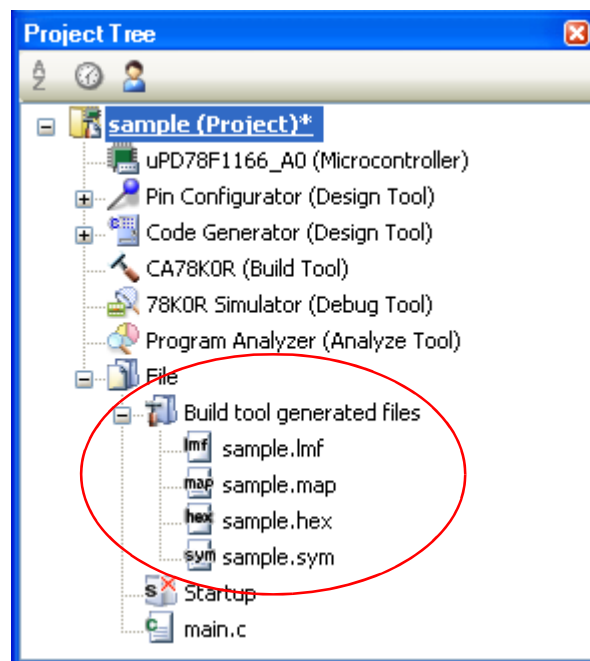 Project Tree
sample (Project)*
uPD78F1166_A0 (Microcontroller)
Pin Configurator (Design Tool)
Code Generator (Design Tool)
CA78K0R (Build Tool)
78K0R Simulator (Debug Tool)
Program Analyzer (Analyze Tool)
File
Build tool generated files
lmf sample.lmf
map sample.map
hex sample.hex
sym sample.sym
s Startup
c main.c